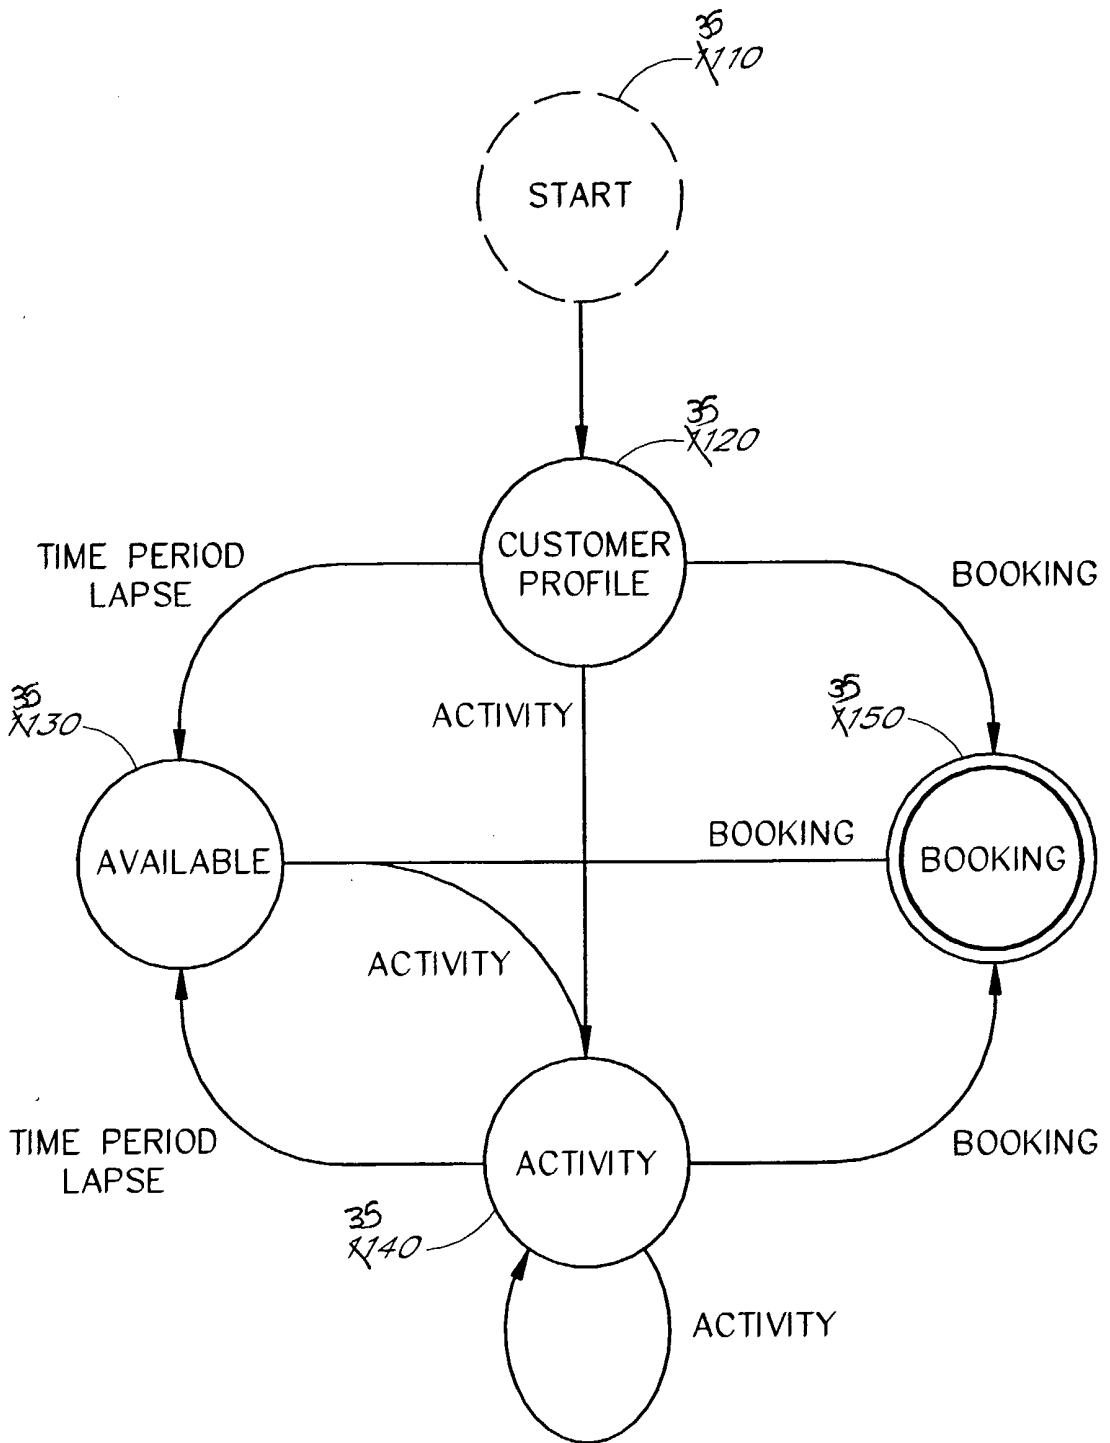 35
X110
START
35
X120
CUSTOMER
PROFILE
TIME PERIOD
LAPSE
BOOKING
35
X130
ACTIVITY
35
X150
AVAILABLE
BOOKING
BOOKING
ACTIVITY
TIME PERIOD
LAPSE
ACTIVITY
BOOKING
35
X140
ACTIVITY